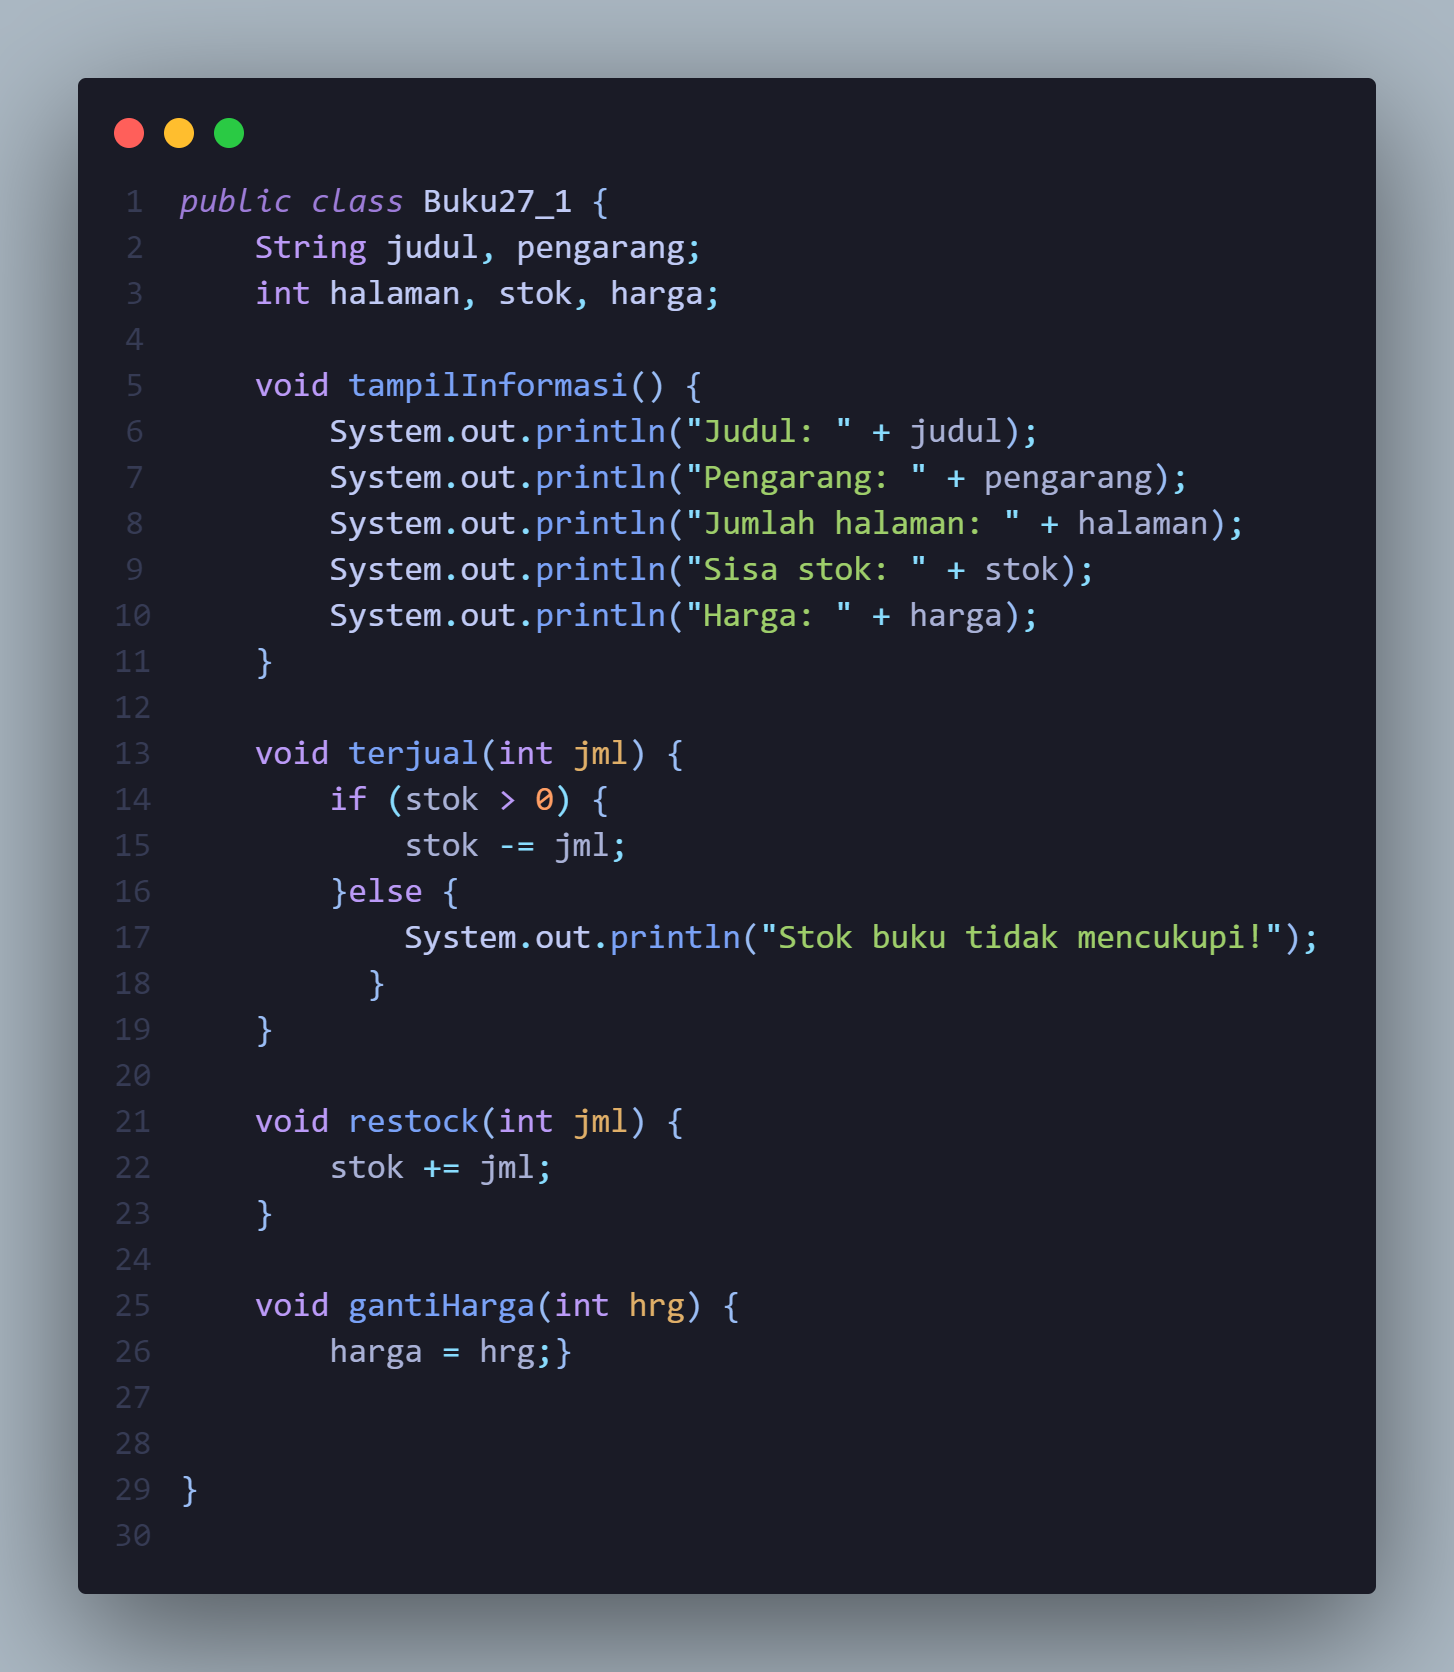 1 public class Buku27_1 {
2     String judul, pengarang;
3     int halaman, stok, harga;
4
5     void tampilInformasi() {
6         System.out.println("Judul: " + judul);
7         System.out.println("Pengarang: " + pengarang);
8         System.out.println("Jumlah halaman: " + halaman);
9         System.out.println("Sisa stok: " + stok);
10         System.out.println("Harga: " + harga);
11     }
12
13     void terjual(int jml) {
14         if (stok > 0) {
15             stok -= jml;
16         }else {
17             System.out.println("Stok buku tidak mencukupi!");
18           }
19     }
20
21     void restock(int jml) {
22         stok += jml;
23     }
24
25     void gantiHarga(int hrg) {
26         harga = hrg;}
27
28
29 }
30